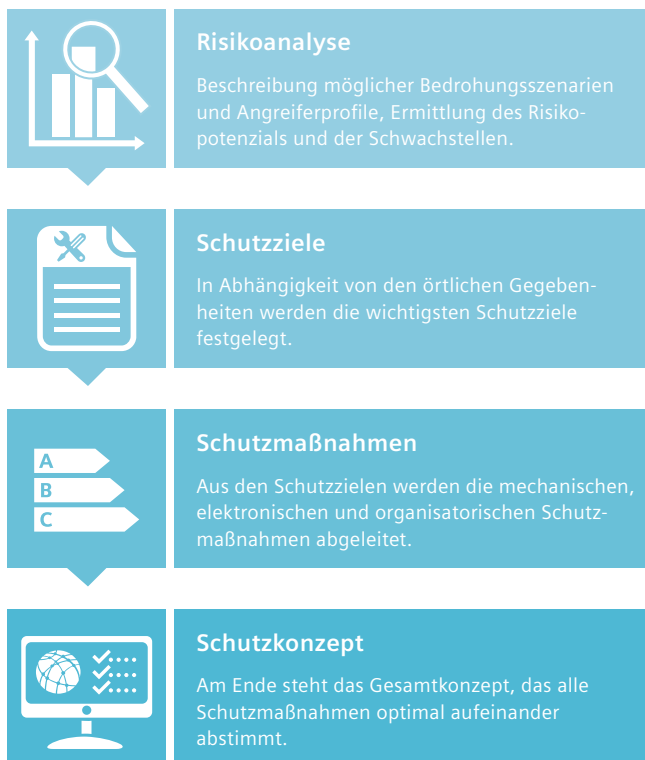 Risikoanalyse
Beschreibung möglicher Bedrohungsszenarien
und Angreiferprofile, Ermittlung des Risiko-
potenzials und der Schwachstellen.
Schutzziele
In Abhängigkeit von den örtlichen Gegeben-
heiten werden die wichtigsten Schutzziele
festgelegt.
A
B
C
Schutzmaßnahmen
Aus den Schutzzielen werden die mechanischen,
elektronischen und organisatorischen Schutz-
maßnahmen abgeleitet.
Schutzkonzept
Am Ende steht das Gesamtkonzept, das alle
Schutzmaßnahmen optimal aufeinander
abstimmt.